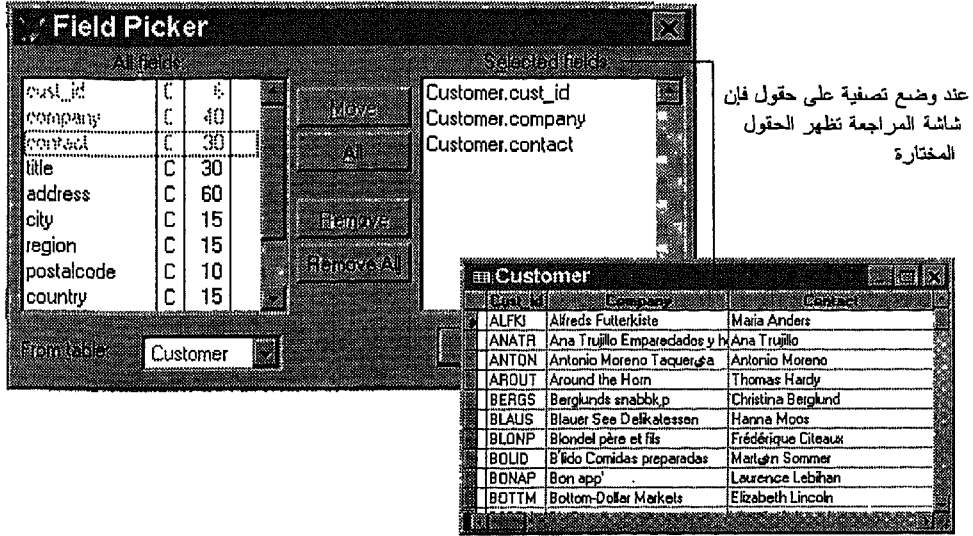 Field Picker
All fields
Selected fields
cust_id C 6
company C 40
contact C 30
title C 30
address C 60
city C 15
region C 15
postalcode C 10
country C 15
Move
All
Remove
Remove All
Customer.cust_id
Customer.company
Customer.contact
From table:
Customer
عند وضع تصفية على حقول فإن
شاشة المراجعة تظهر الحقول
المختارة
Customer
Cust_id Company Contact
ALFKI Alfreds Futterkiste Maria Anders
ANATR Ana Trujillo Emparedados y h Ana Trujillo
ANTON Antonio Moreno Taquerيa Antonio Moreno
AROUT Around the Horn Thomas Hardy
BERGS Berglunds snabbk‚p Christina Berglund
BLAUS Blauer See Delikatessen Hanna Moos
BLONP Blondel père et fils Frédérique Citeaux
BOLID B'lido Comidas preparadas Martيn Sommer
BONAP Bon app' Laurence Lebihan
BOTTM Bottom-Dollar Markets Elizabeth Lincoln